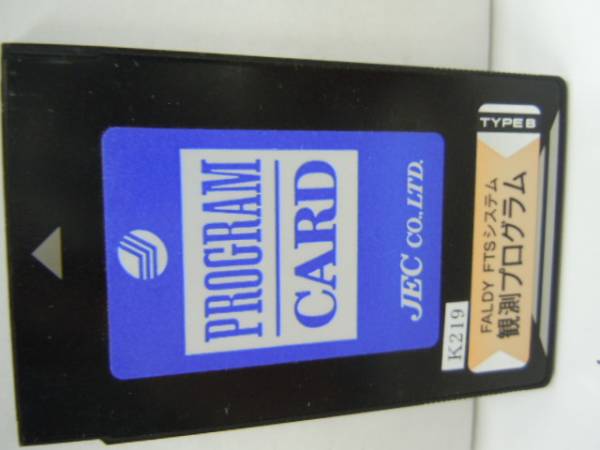 PROGRAM
CARD
JEC CO.,LTD.
K219
TYPE B
FALDY FTSシステム
観測プログラム